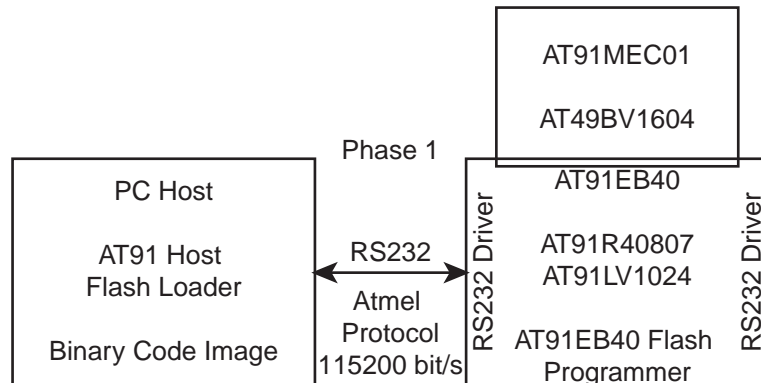 AT91MEC01
AT49BV1604
Phase 1
PC Host
AT91 Host
Flash Loader
Binary Code Image
RS232
Atmel
Protocol
115200 bit/s
RS232 Driver
AT91EB40
AT91R40807
AT91LV1024
AT91EB40 Flash
Programmer
RS232 Driver